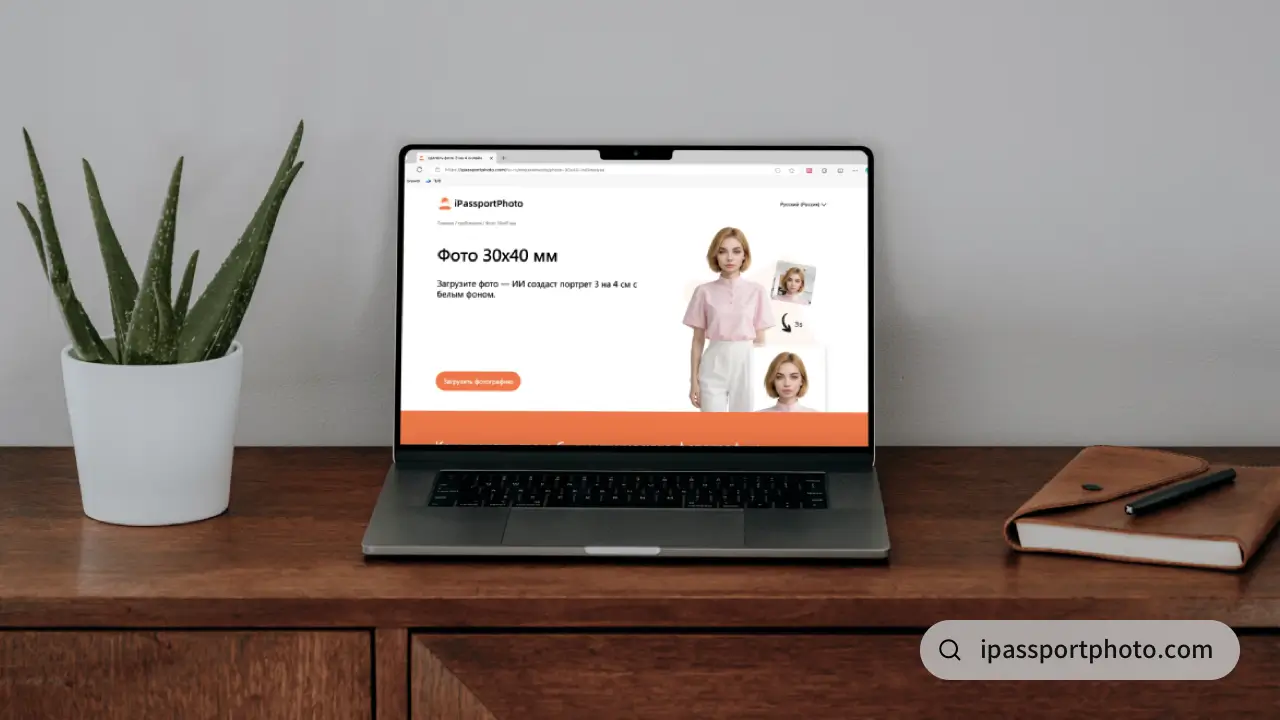 iPassportPhoto
Русский (Россия)
Фото 30x40 мм
Загрузите фото — ИИ создаст портрет 3 на 4 см с
белым фоном.
3s
Загрузить фотографию
ipassportphoto.com